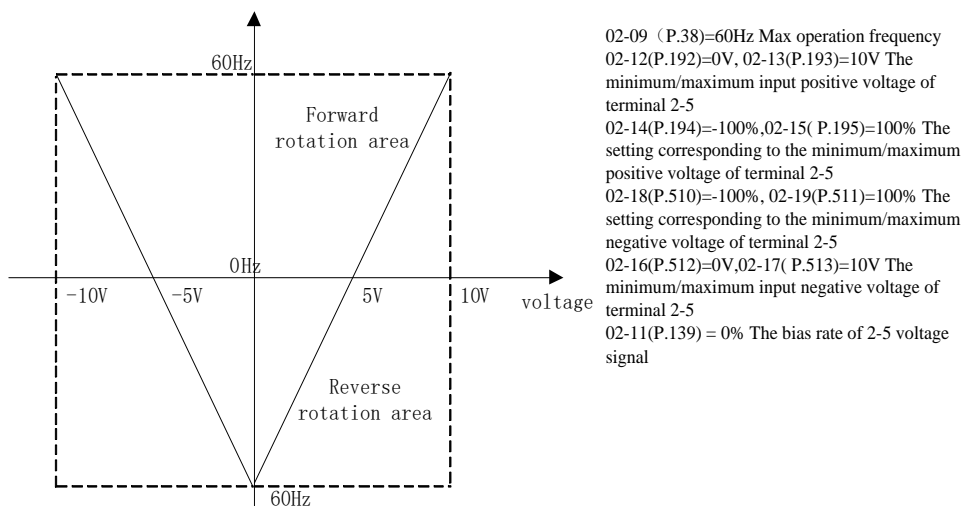 60Hz
Forward
rotation area
0Hz
-10V
-5V
5V
10V
voltage
Reverse
rotation area
60Hz
02-09（P.38)=60Hz Max operation frequency
02-12(P.192)=0V, 02-13(P.193)=10V The
minimum/maximum input positive voltage of
terminal 2-5
02-14(P.194)=-100%,02-15( P.195)=100% The
setting corresponding to the minimum/maximum
positive voltage of terminal 2-5
02-18(P.510)=-100%, 02-19(P.511)=100% The
setting corresponding to the minimum/maximum
negative voltage of terminal 2-5
02-16(P.512)=0V,02-17( P.513)=10V The
minimum/maximum input negative voltage of
terminal 2-5
02-11(P.139) = 0% The bias rate of 2-5 voltage
signal